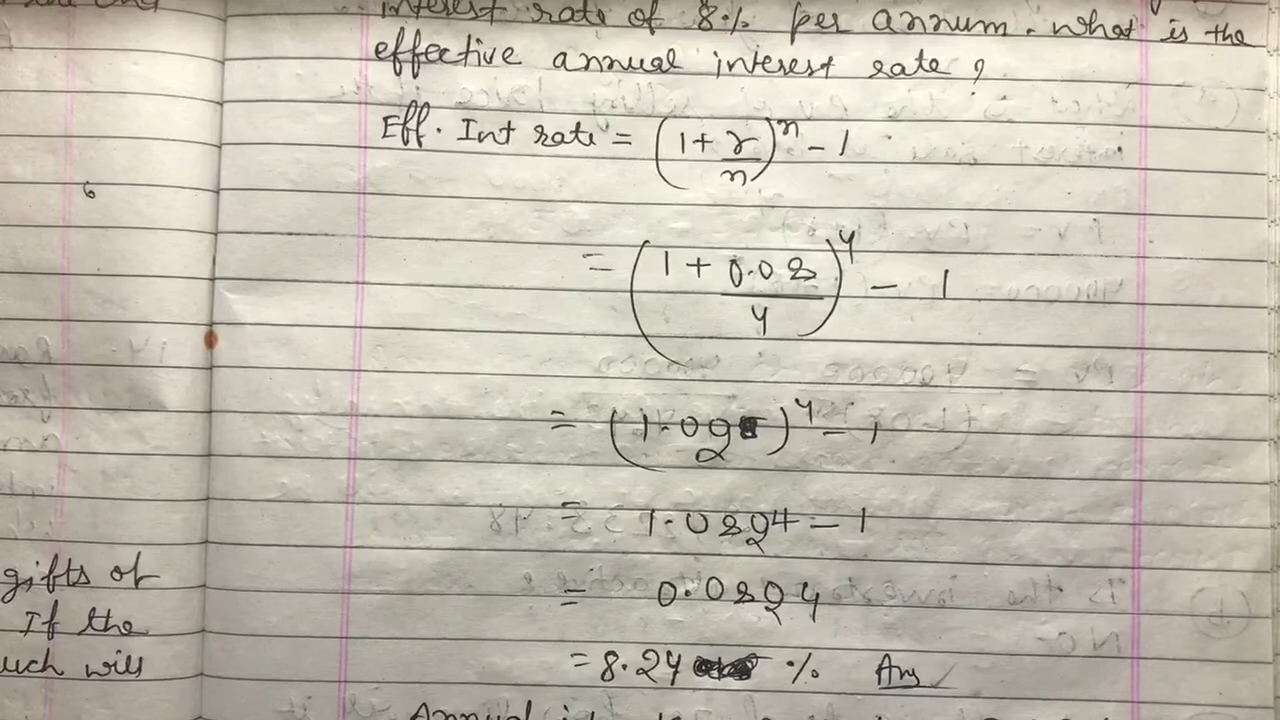 interest rate of 8% per annum. What is the
effective annual interest rate ?
Eff. Int rate = (1 + r/n)^n - 1
6
= (1 + 0.08/4)^4 - 1
= (1.02)^4 - 1
= 1.0824 - 1
= 0.0824
= 8.24 % Ans
gifts of
If the
uch will